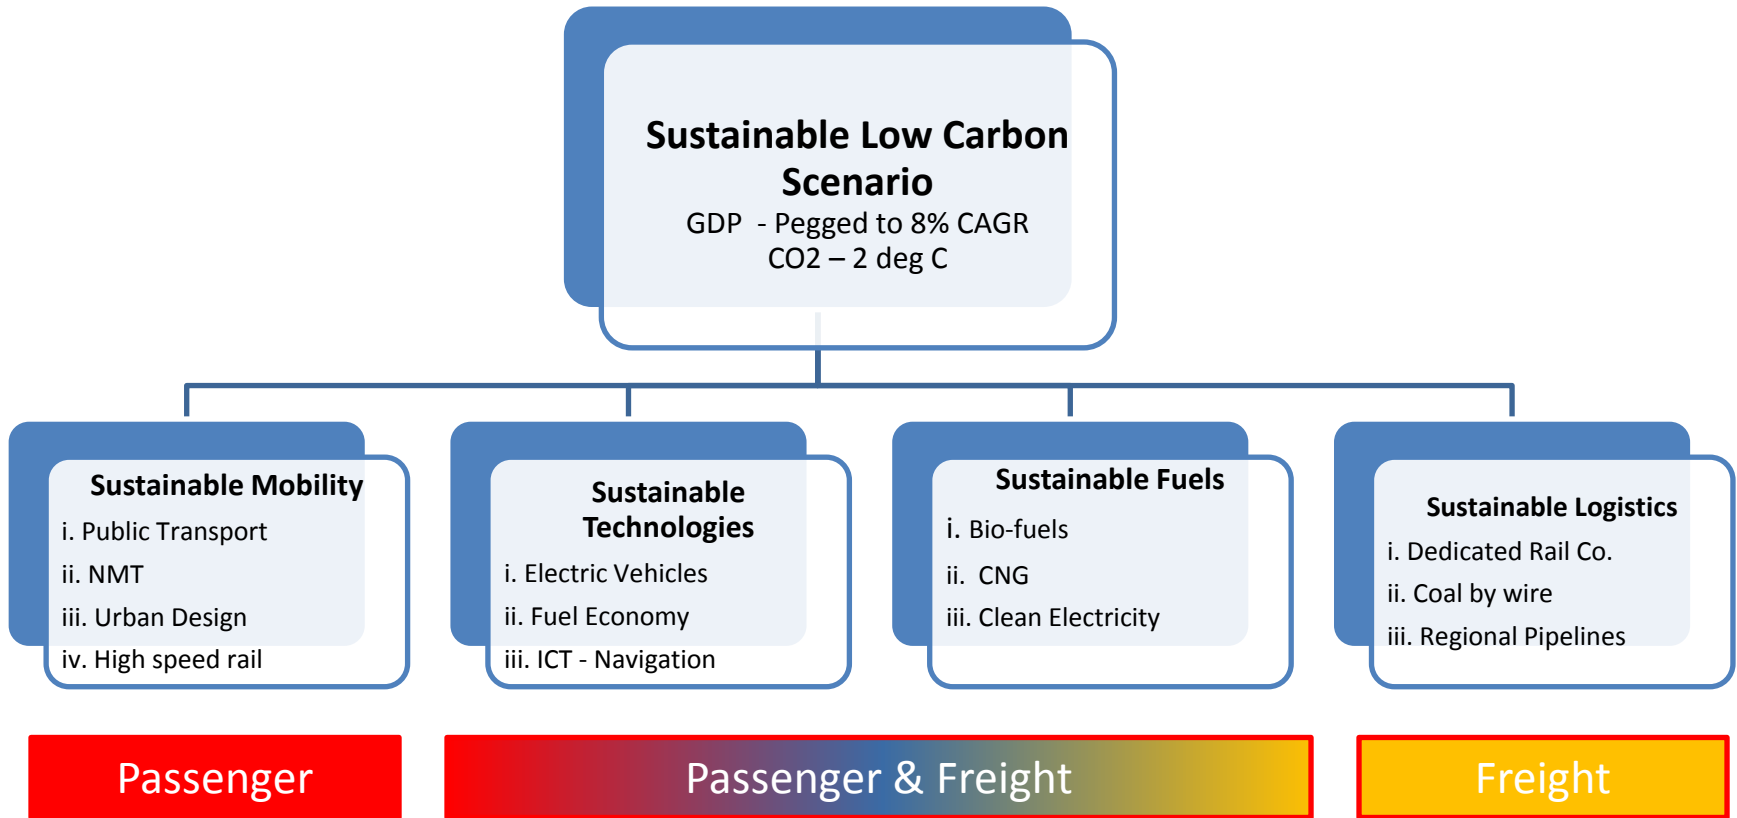 Sustainable Low Carbon
Scenario
GDP - Pegged to 8% CAGR
CO2 – 2 deg C
Sustainable Mobility
i. Public Transport
ii. NMT
iii. Urban Design
iv. High speed rail
Sustainable
Technologies
i. Electric Vehicles
ii. Fuel Economy
iii. ICT - Navigation
Sustainable Fuels
i. Bio-fuels
ii. CNG
iii. Clean Electricity
Sustainable Logistics
i. Dedicated Rail Co.
ii. Coal by wire
iii. Regional Pipelines
Passenger
Passenger & Freight
Freight